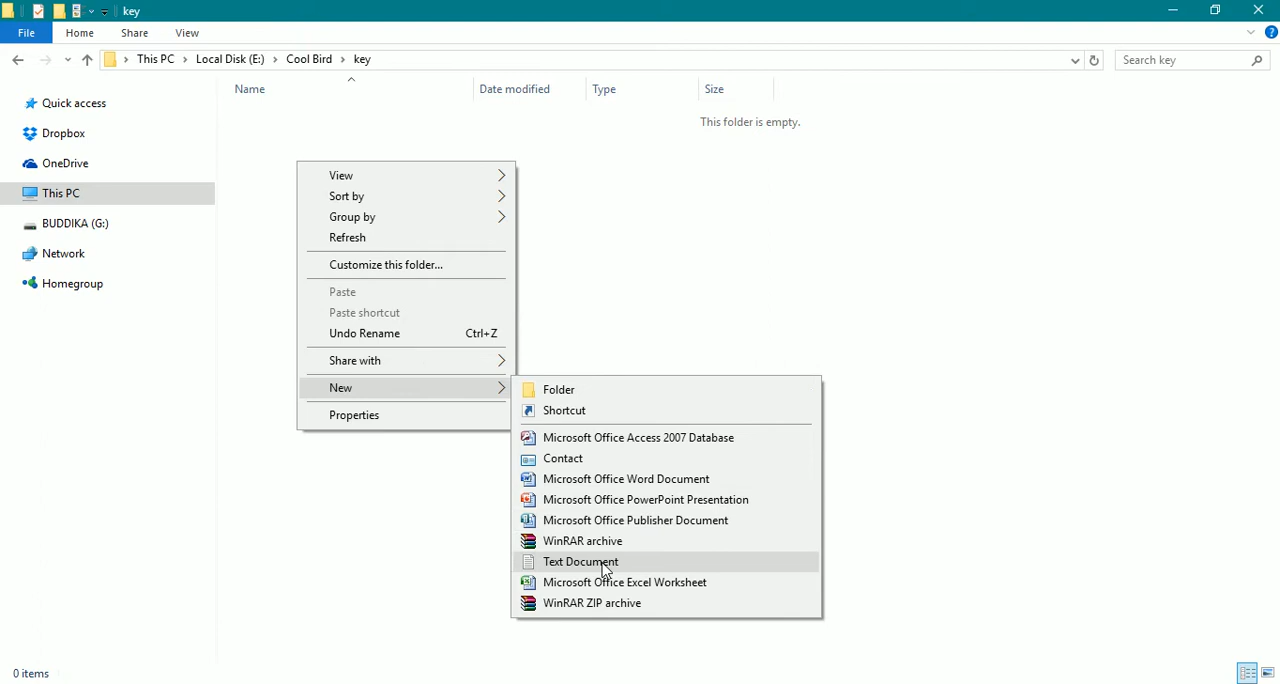 key
File Home Share View
This PC Local Disk (E:) Cool Bird key Search key
Name Date modified Type Size
Quick access
This folder is empty.
Dropbox
OneDrive
This PC
BUDDIKA (G:)
Network
Homegroup
View
Sort by
Group by
Refresh
Customize this folder...
Paste
Paste shortcut
Undo Rename Ctrl+Z
Share with
New
Properties
Folder
Shortcut
Microsoft Office Access 2007 Database
Contact
Microsoft Office Word Document
Microsoft Office PowerPoint Presentation
Microsoft Office Publisher Document
WinRAR archive
Text Document
Microsoft Office Excel Worksheet
WinRAR ZIP archive
0 items